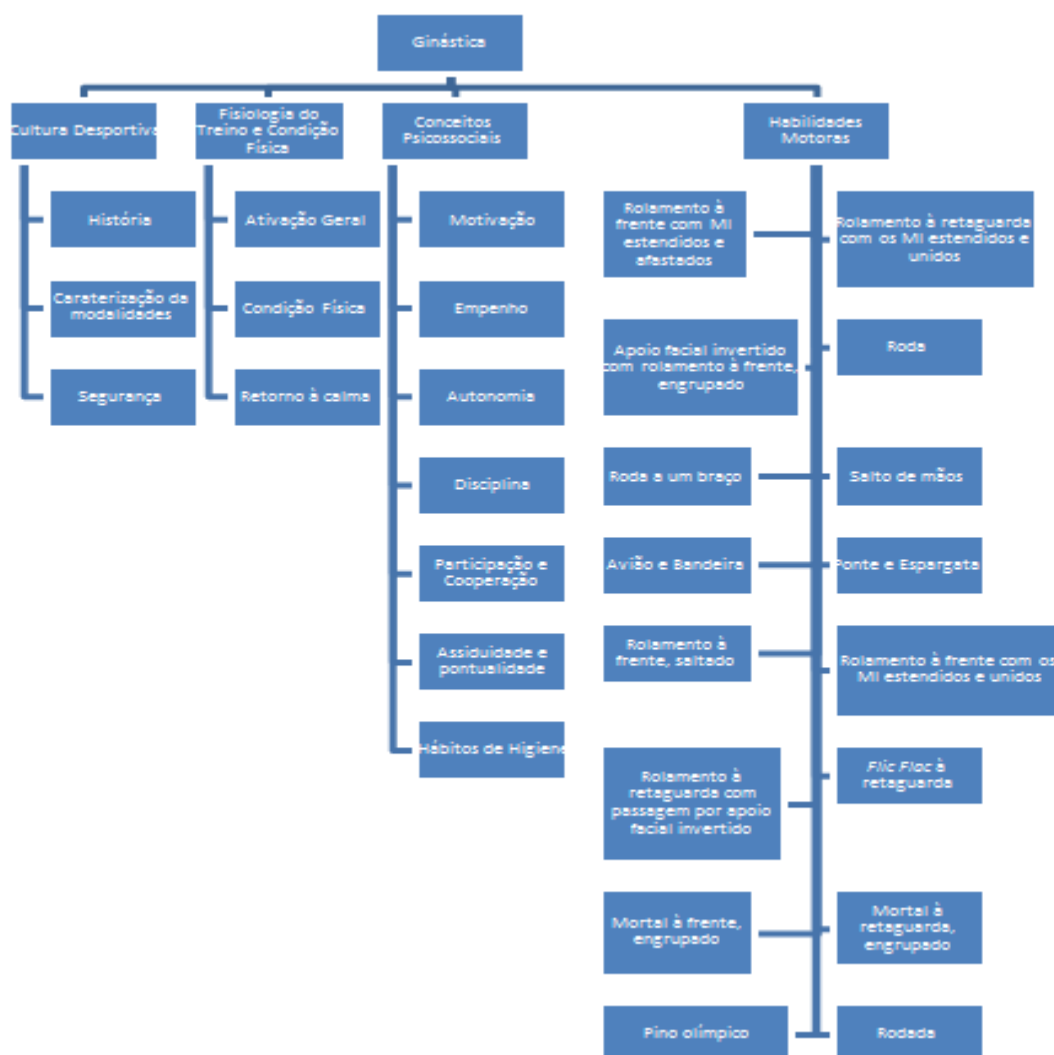 Ginástica
Cultura Desportiva
Fisiologia do
Treino e Condição
Física
Conceitos
Psicossociais
Habilidades
Motoras
História
Caraterização da
modalidades
Segurança
Ativação Geral
Condição Física
Retorno à calma
Motivação
Empenho
Autonomia
Disciplina
Participação e
Cooperação
Assiduidade e
pontualidade
Hábitos de Higiene
Rolamento à
frente com MI
estendidos e
afastados
Rolamento à retaguarda
com os MI estendidos e
unidos
Apoio facial invertido
com rolamento à frente,
engrupado
Roda
Roda a um braço
Salto de mãos
Avião e Bandeira
Ponte e Espargata
Rolamento à
frente, saltado
Rolamento à frente com os
MI estendidos e unidos
Rolamento à
retaguarda com
passagem por apoio
facial invertido
Flic Flac à
retaguarda
Mortal à frente,
engrupado
Mortal à
retaguarda,
engrupado
Pino olímpico
Rodada